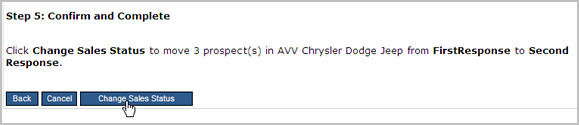 Step 5: Confirm and Complete
Click Change Sales Status to move 3 prospect(s) in AVV Chrysler Dodge Jeep from FirstResponse to Second
Response.
Back Cancel Change Sales Status